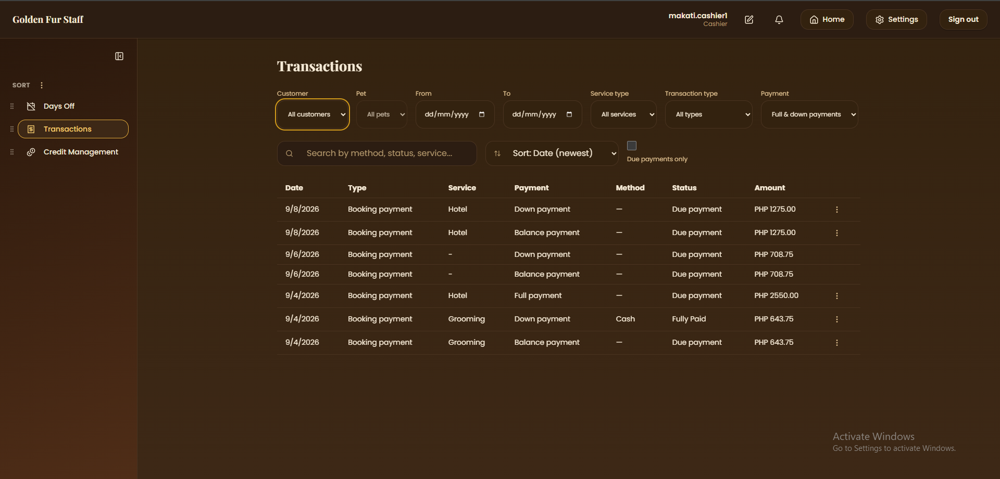 Golden Fur Staff
makati.cashier1
Cashier
Home
Settings
Sign out
SORT
Days Off
Transactions
Credit Management
Transactions
Customer Pet From To Service type Transaction type Payment
All customers All pets dd/mm/yyyy dd/mm/yyyy All services All types Full & down payments
Search by method, status, service...
Sort: Date (newest)
Due payments only
Date Type Service Payment Method Status Amount
9/8/2026 Booking payment Hotel Down payment — Due payment PHP 1275.00
9/8/2026 Booking payment Hotel Balance payment — Due payment PHP 1275.00
9/6/2026 Booking payment - Down payment — Due payment PHP 708.75
9/6/2026 Booking payment - Balance payment — Due payment PHP 708.75
9/4/2026 Booking payment Hotel Full payment — Due payment PHP 2550.00
9/4/2026 Booking payment Grooming Down payment Cash Fully Paid PHP 643.75
9/4/2026 Booking payment Grooming Balance payment — Due payment PHP 643.75
Activate Windows
Go to Settings to activate Windows.